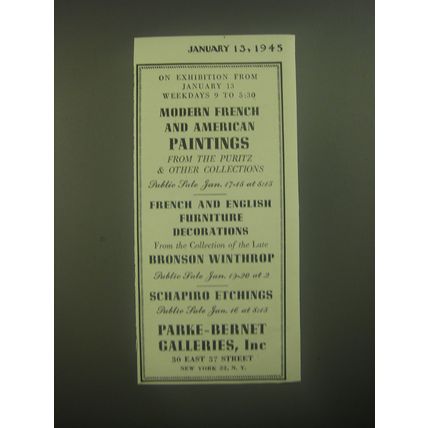 JANUARY 13, 1945
ON EXHIBITION FROM
JANUARY 13
WEEKDAYS 9 TO 5:30
MODERN FRENCH
AND AMERICAN
PAINTINGS
FROM THE PURITZ
& OTHER COLLECTIONS
Public Sale Jan. 17-18 at 8:15
FRENCH AND ENGLISH
FURNITURE
DECORATIONS
From the Collection of the Late
BRONSON WINTHROP
Public Sale Jan. 19-20 at 2
SCHAPIRO ETCHINGS
Public Sale Jan. 16 at 8:15
PARKE-BERNET
GALLERIES, Inc
30 EAST 57 STREET
NEW YORK 22, N. Y.